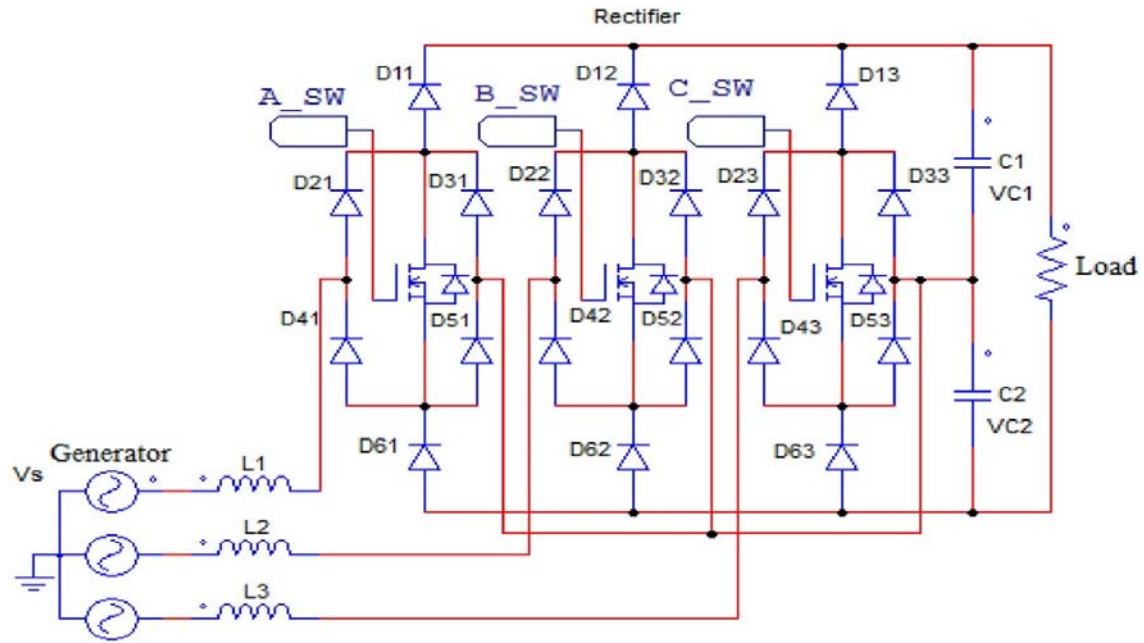 Rectifier
D11
D12
D13
A_SW
B_SW
C_SW
D21
D31
D22
D32
D23
D33
C1
VC1
Load
D41
D51
D42
D52
D43
D53
C2
VC2
D61
D62
D63
Generator
Vs
L1
L2
L3